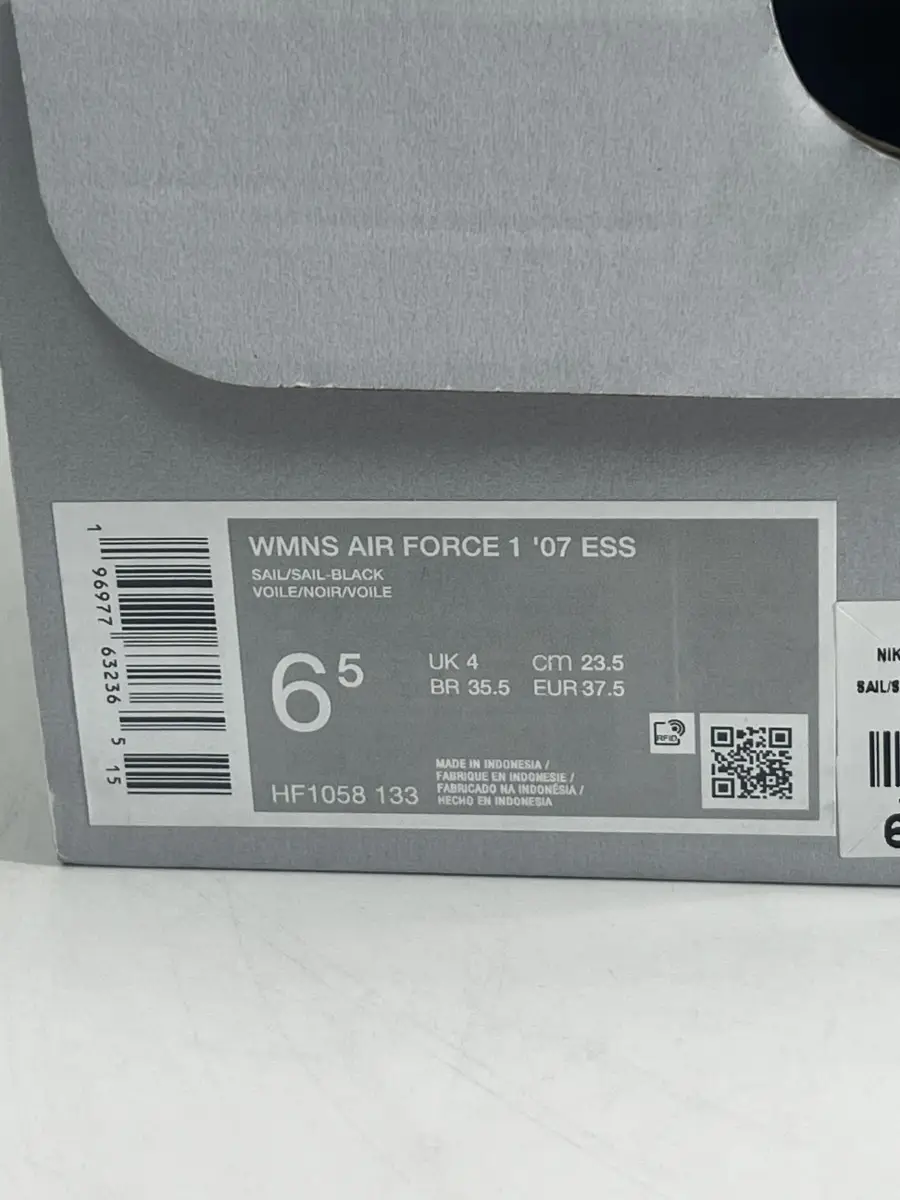 WMNS AIR FORCE 1 '07 ESS
SAIL/SAIL-BLACK
VOILE/NOIR/VOILE
6⁵
UK 4 cm 23.5
BR 35.5 EUR 37.5
RFID
MADE IN INDONESIA /
FABRIQUE EN INDONESIE /
FABRICADO NA INDONÉSIA /
HECHO EN INDONESIA
HF1058 133
1 96977 63236 5 15
NIK
SAIL/S
6